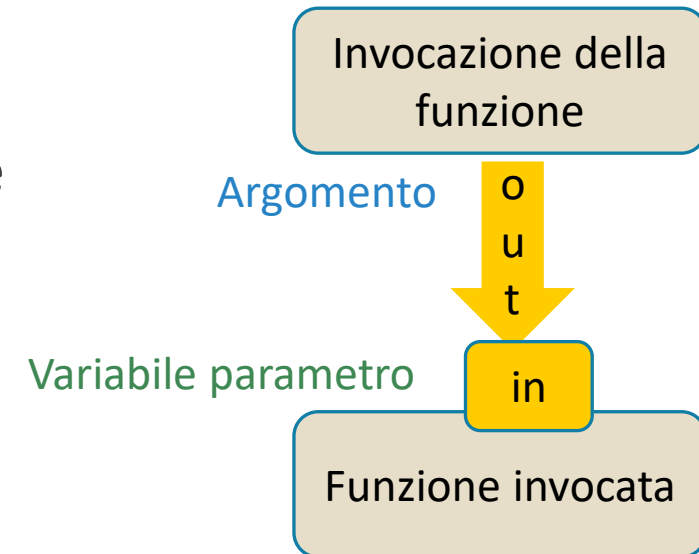 Invocazione della
funzione
e
Argomento
o
u
t
Variabile parametro
in
Funzione invocata